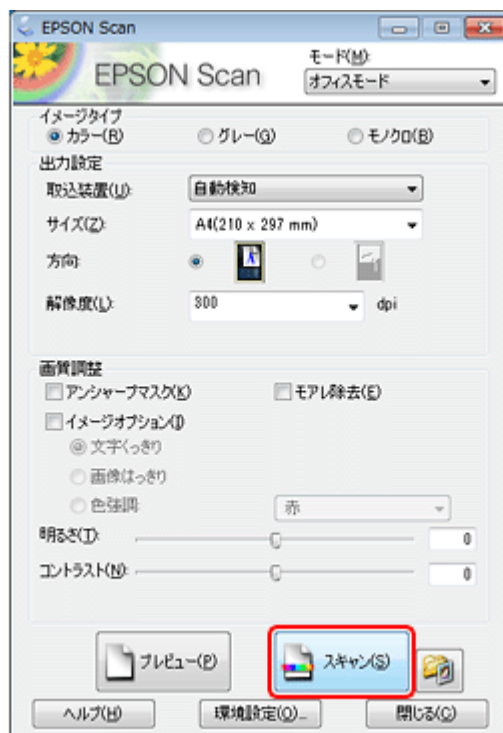 EPSON Scan
EPSON Scan
モード(M):
オフィスモード
イメージタイプ
カラー(R) グレー(G) モノクロ(B)
出力設定
取込装置(U): 自動検知
サイズ(Z): A4(210 x 297 mm)
方向:
解像度(L): 300 dpi
画質調整
アンシャープマスク(K) モアレ除去(E)
イメージオプション(I)
文字くっきり
画像はっきり
色強調: 赤
明るさ(T): 0
コントラスト(N): 0
プレビュー(P) スキャン(S)
ヘルプ(H) 環境設定(O)... 閉じる(C)